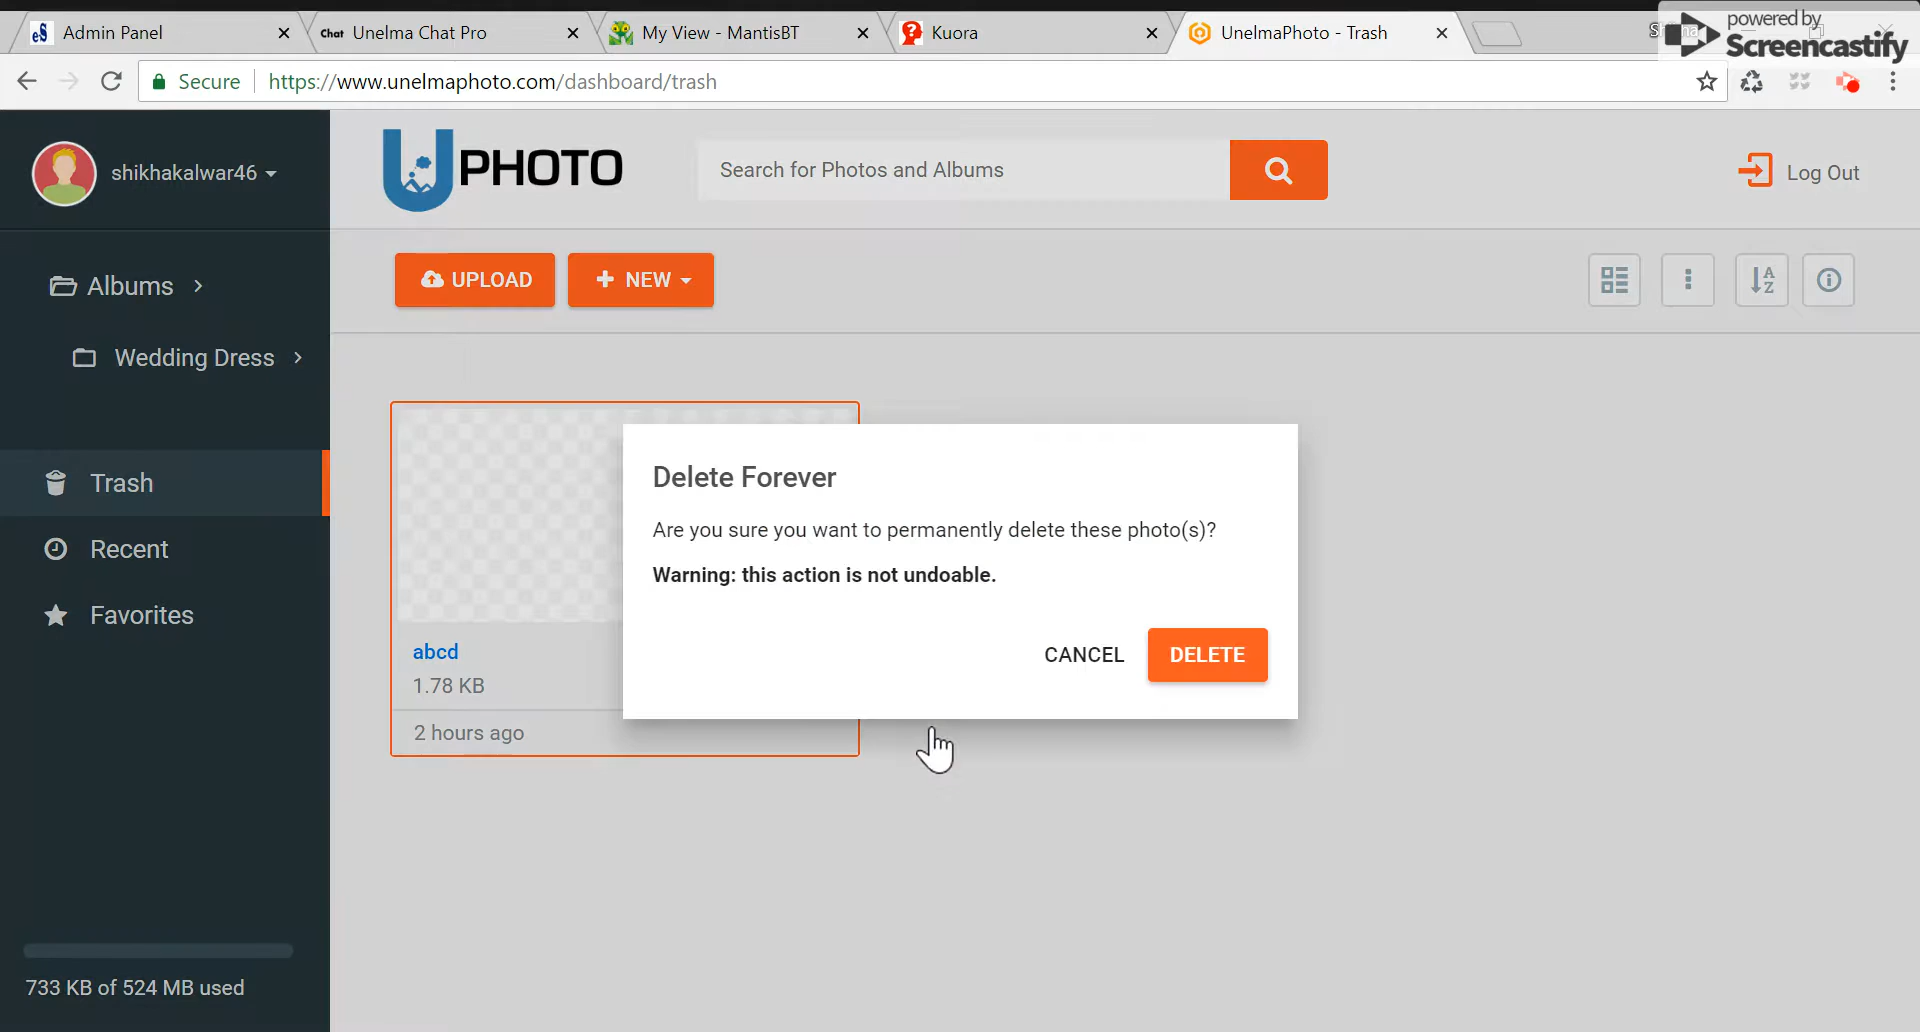 Admin Panel
Chat Unelma Chat Pro
My View - MantisBT
Kuora
UnelmaPhoto - Trash
powered by
Screencastify
Secure
https://www.unelmaphoto.com/dashboard/trash
shikhakalwar46
U PHOTO
Search for Photos and Albums
Log Out
Albums
UPLOAD
NEW
A
Z
Wedding Dress
Trash
Recent
Favorites
Delete Forever
Are you sure you want to permanently delete these photo(s)?
Warning: this action is not undoable.
CANCEL
DELETE
abcd
1.78 KB
2 hours ago
733 KB of 524 MB used